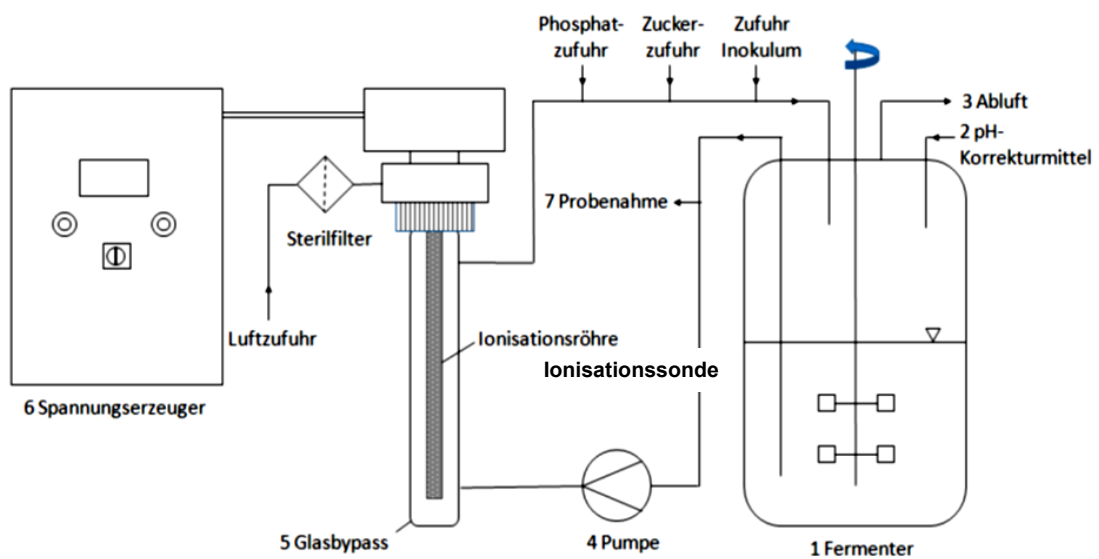 Phosphat-
zufuhr
Zucker-
zufuhr
Zufuhr
Inokulum
3 Abluft
2 pH-
Korrekturmittel
7 Probenahme
Sterilfilter
Luftzufuhr
Ionisationsröhre
Ionisationssonde
6 Spannungserzeuger
5 Glasbypass
4 Pumpe
1 Fermenter